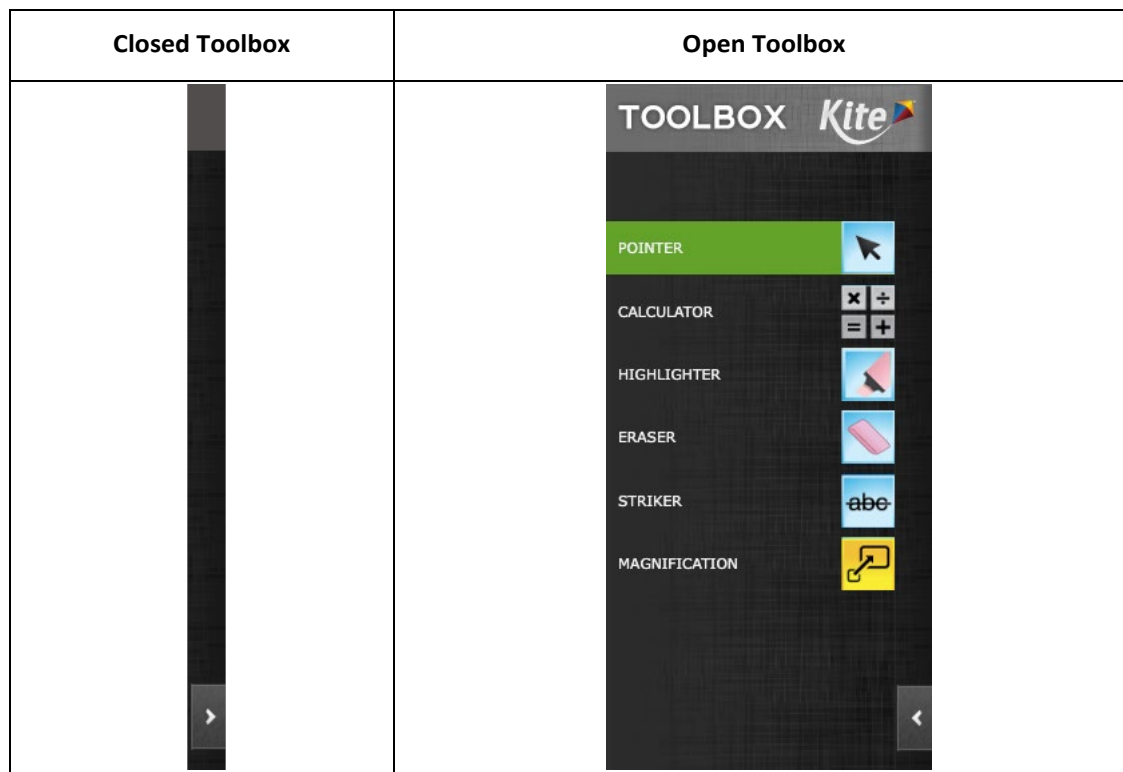 Closed Toolbox
Open Toolbox
TOOLBOX Kite
POINTER
CALCULATOR
× ÷
= +
HIGHLIGHTER
ERASER
STRIKER
abc
MAGNIFICATION
>
<